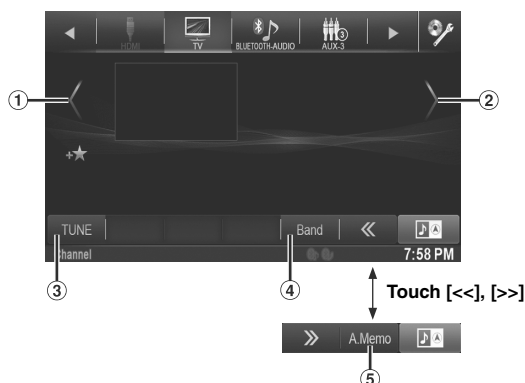 HDMI TV BLUETOOTH-AUDIO 3 AUX-3
1 2
TUNE Band
Channel 7:58 PM
3 4
Touch [<<], [>>]
A.Memo
5